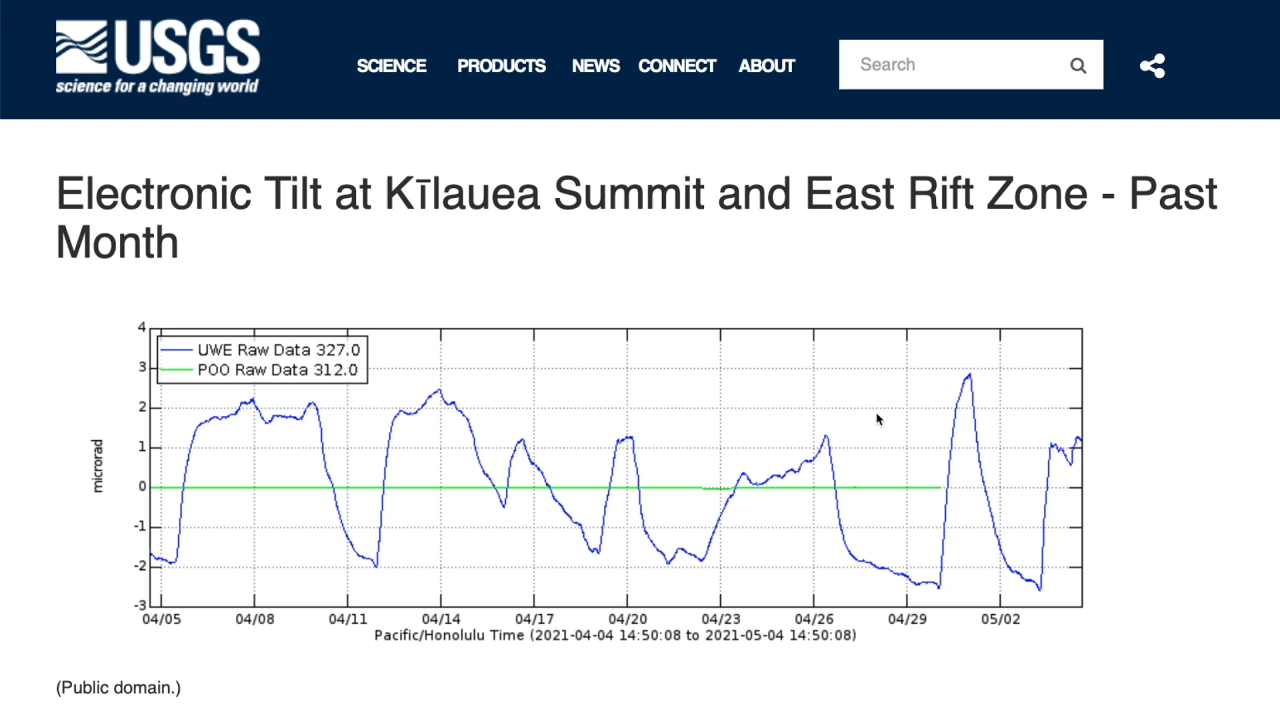 USGS
science for a changing world
SCIENCE PRODUCTS NEWS CONNECT ABOUT Search
Electronic Tilt at Kīlauea Summit and East Rift Zone - Past
Month
4
3
2
1
0
-1
-2
-3
microrad
UWE Raw Data 327.0
POO Raw Data 312.0
04/05 04/08 04/11 04/14 04/17 04/20 04/23 04/26 04/29 05/02
Pacific/Honolulu Time (2021-04-04 14:50:08 to 2021-05-04 14:50:08)
(Public domain.)